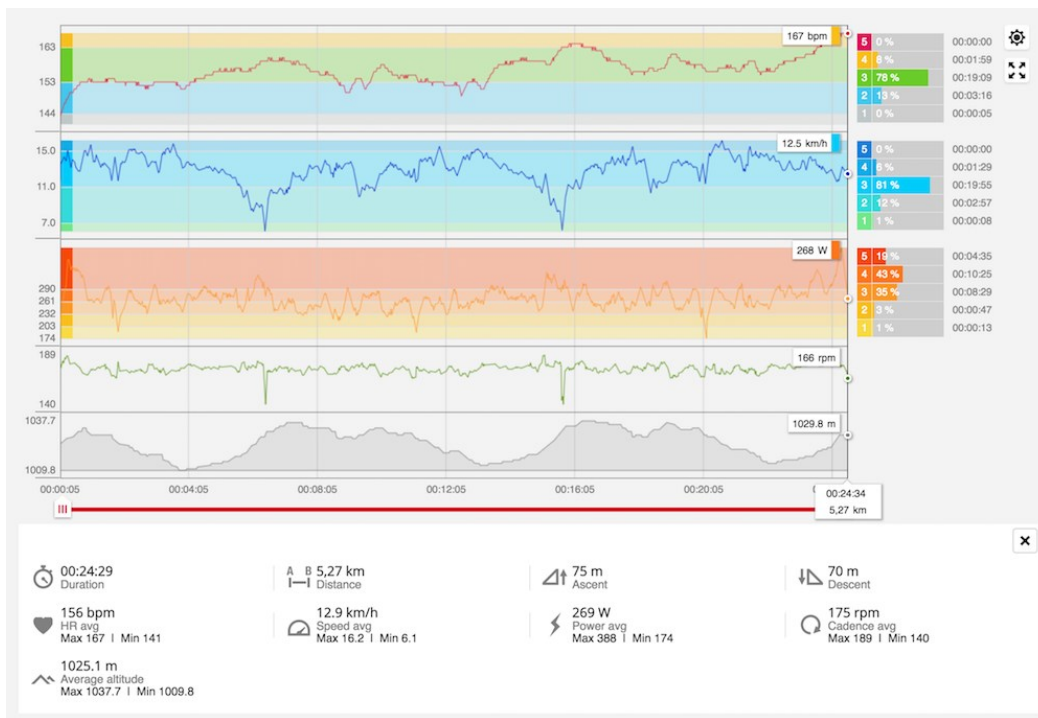 163
153
144
167 bpm
5 0 % 00:00:00
4 8 % 00:01:59
3 78 % 00:19:09
2 13 % 00:03:16
1 0 % 00:00:05
15.0
11.0
7.0
12.5 km/h
5 0 % 00:00:00
4 6 % 00:01:29
3 81 % 00:19:55
2 12 % 00:02:57
1 1 % 00:00:08
290
261
232
203
174
268 W
5 19 % 00:04:35
4 43 % 00:10:25
3 35 % 00:08:29
2 3 % 00:00:47
1 1 % 00:00:13
189
140
166 rpm
1037.7
1009.8
1029.8 m
00:00:05 00:04:05 00:08:05 00:12:05 00:16:05 00:20:05
00:24:34
5,27 km
00:24:29
Duration
A B 5,27 km
Distance
75 m
Ascent
70 m
Descent
156 bpm
HR avg
Max 167 | Min 141
12.9 km/h
Speed avg
Max 16.2 | Min 6.1
269 W
Power avg
Max 388 | Min 174
175 rpm
Cadence avg
Max 189 | Min 140
1025.1 m
Average altitude
Max 1037.7 | Min 1009.8